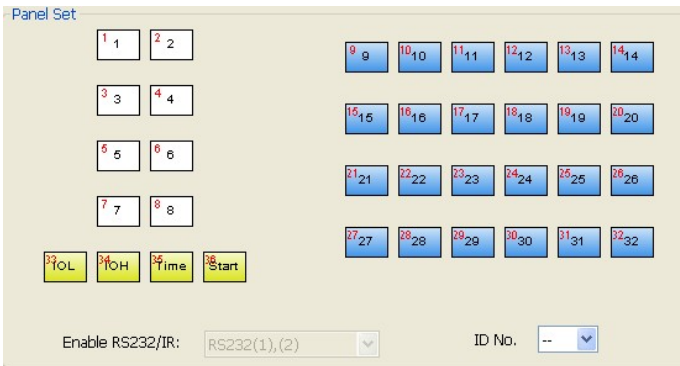 Panel Set
1 1 2 2
9 9 10 10 11 11 12 12 13 13 14 14
3 3 4 4
15 15 16 16 17 17 18 18 19 19 20 20
5 5 6 6
21 21 22 22 23 23 24 24 25 25 26 26
7 7 8 8
27 27 28 28 29 29 30 30 31 31 32 32
33 IOL 34 IOH 35 Time 36 Start
Enable RS232/IR: RS232(1),(2) ID No. --